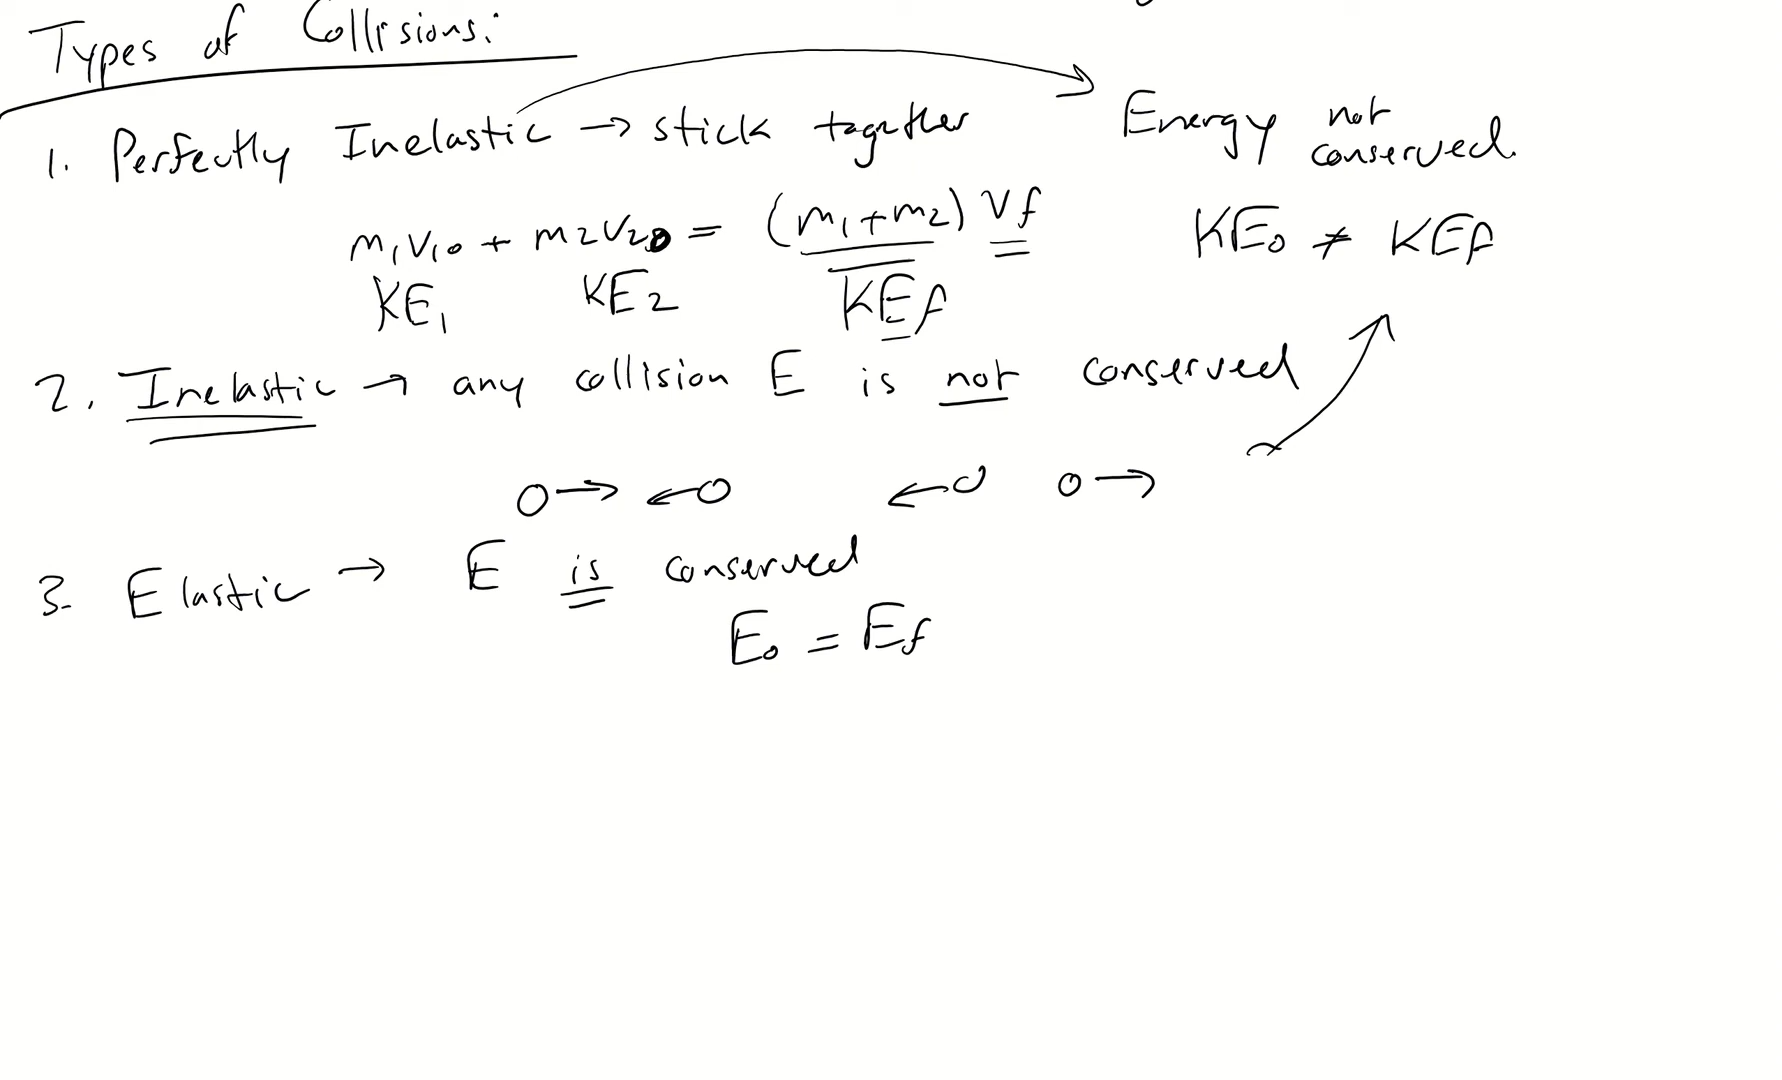 Types of Collisions:
1. Perfectly Inelastic → stick together
Energy not conserved.
m₁v₁₀ + m₂v₂₀ = (m₁+m₂) vf
KE₀ ≠ KEf
KE₁ KE₂ KEf
2. Inelastic → any collision E is not conserved
3. Elastic → E is conserved
E₀ = Ef